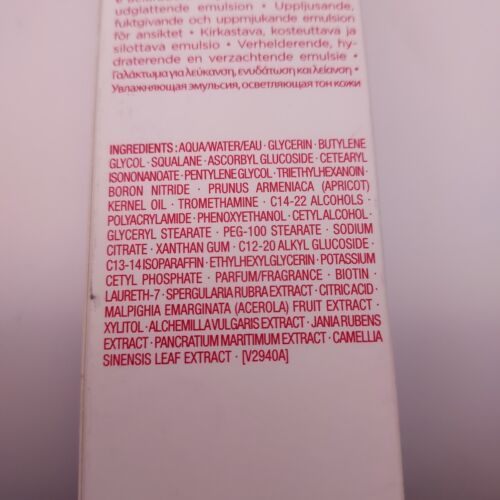 udglattende emulsion • Uppljusande,
fuktgivande och uppmjukande emulsion
för ansiktet • Kirkastava, kosteuttava ja
silottava emulsio • Verhelderende, hy-
draterende en verzachtende emulsie •
Γαλάκτωμα για λεύκανση, ενυδάτωση και λείανση •
Увлажняющая эмульсия, осветляющая тон кожи
INGREDIENTS : AQUA/WATER/EAU · GLYCERIN · BUTYLENE
GLYCOL · SQUALANE · ASCORBYL GLUCOSIDE · CETEARYL
ISONONANOATE · PENTYLENE GLYCOL · TRIETHYLHEXANOIN ·
BORON NITRIDE · PRUNUS ARMENIACA (APRICOT)
KERNEL OIL · TROMETHAMINE · C14-22 ALCOHOLS ·
POLYACRYLAMIDE · PHENOXYETHANOL · CETYL ALCOHOL ·
GLYCERYL STEARATE · PEG-100 STEARATE · SODIUM
CITRATE · XANTHAN GUM · C12-20 ALKYL GLUCOSIDE ·
C13-14 ISOPARAFFIN · ETHYLHEXYLGLYCERIN · POTASSIUM
CETYL PHOSPHATE · PARFUM/FRAGRANCE · BIOTIN ·
LAURETH-7 · SPERGULARIA RUBRA EXTRACT · CITRIC ACID ·
MALPIGHIA EMARGINATA (ACEROLA) FRUIT EXTRACT ·
XYLITOL · ALCHEMILLA VULGARIS EXTRACT · JANIA RUBENS
EXTRACT · PANCRATIUM MARITIMUM EXTRACT · CAMELLIA
SINENSIS LEAF EXTRACT · [V2940A]